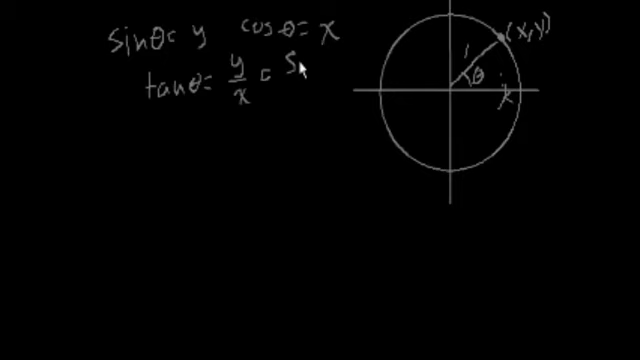 sinθ= y cosθ= x
tanθ= y/x = S
(x,y)
1
θ
x